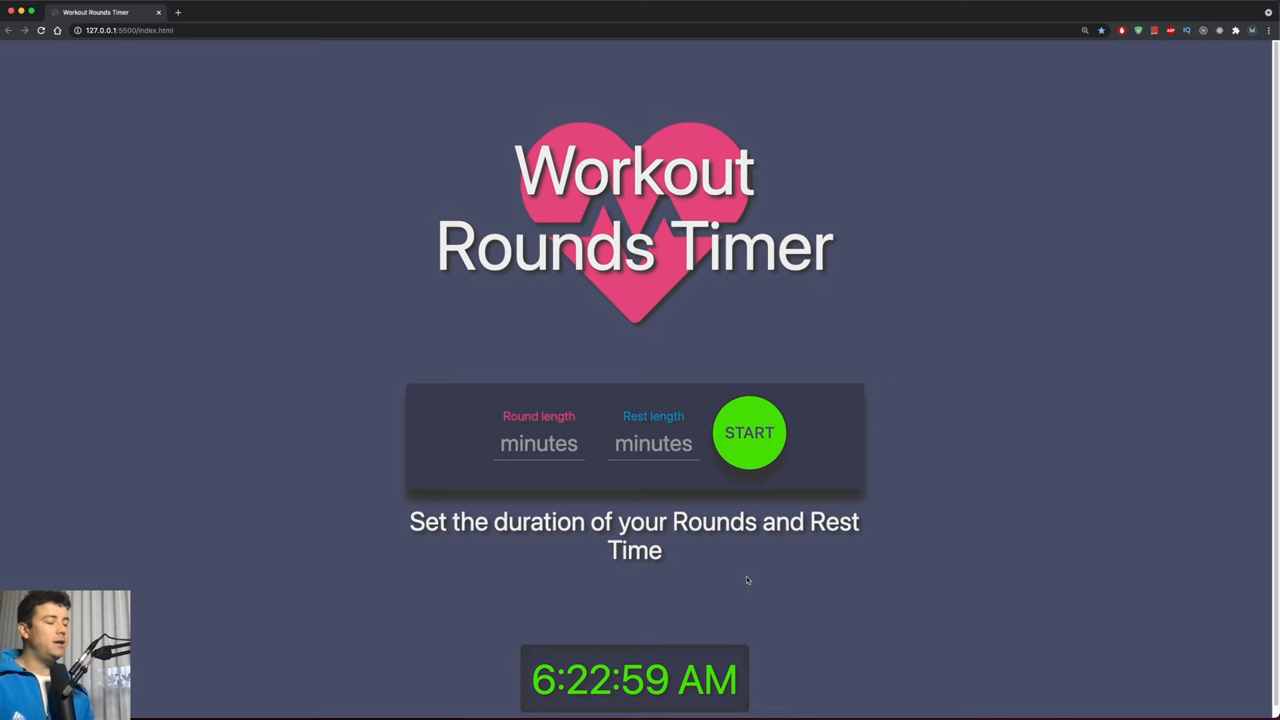 Workout Rounds Timer
127.0.0.1:5500/index.html
Workout
Rounds Timer
Round length
Rest length
minutes
minutes
START
Set the duration of your Rounds and Rest
Time
6:22:59 AM